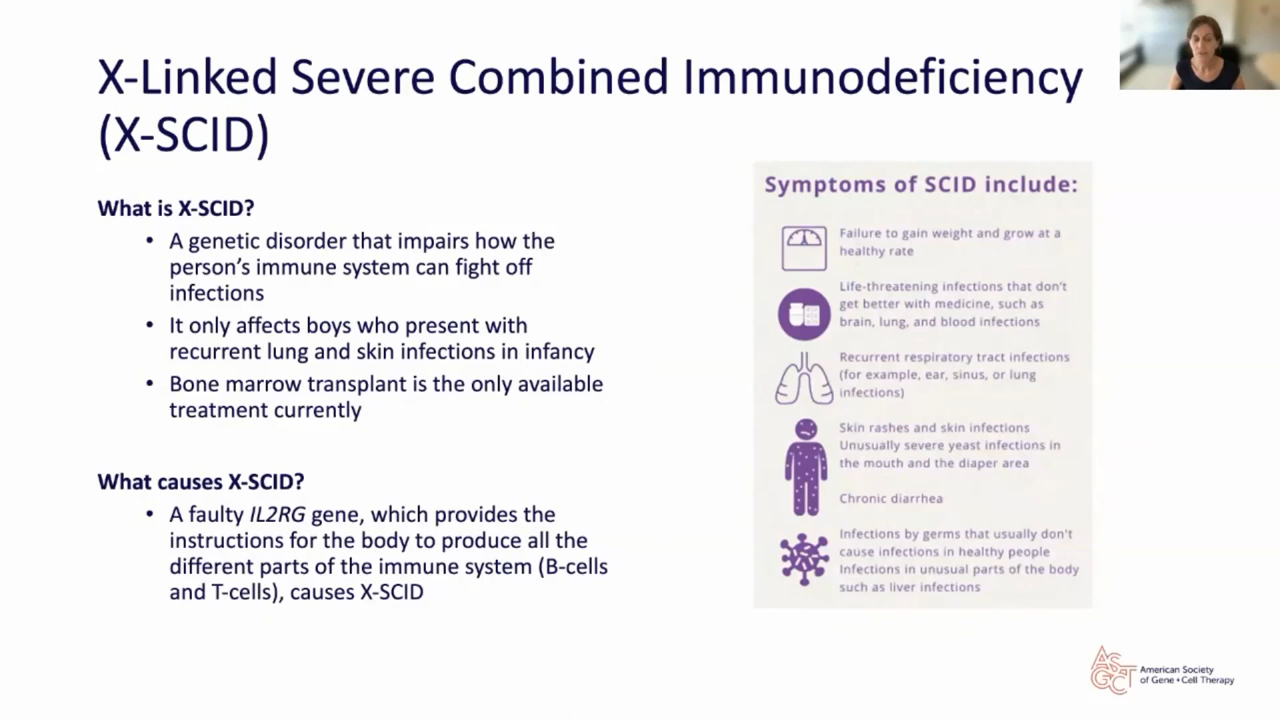 X-Linked Severe Combined Immunodeficiency
(X-SCID)
What is X-SCID?
• A genetic disorder that impairs how the
person's immune system can fight off
infections
• It only affects boys who present with
recurrent lung and skin infections in infancy
• Bone marrow transplant is the only available
treatment currently
What causes X-SCID?
• A faulty IL2RG gene, which provides the
instructions for the body to produce all the
different parts of the immune system (B-cells
and T-cells), causes X-SCID
Symptoms of SCID include:
Failure to gain weight and grow at a
healthy rate
Life-threatening infections that don't
get better with medicine, such as
brain, lung, and blood infections
Recurrent respiratory tract infections
(for example, ear, sinus, or lung
infections)
Skin rashes and skin infections
Unusually severe yeast infections in
the mouth and the diaper area
Chronic diarrhea
Infections by germs that usually don't
cause infections in healthy people
Infections in unusual parts of the body
such as liver infections
ASGCT
American Society
of Gene + Cell Therapy